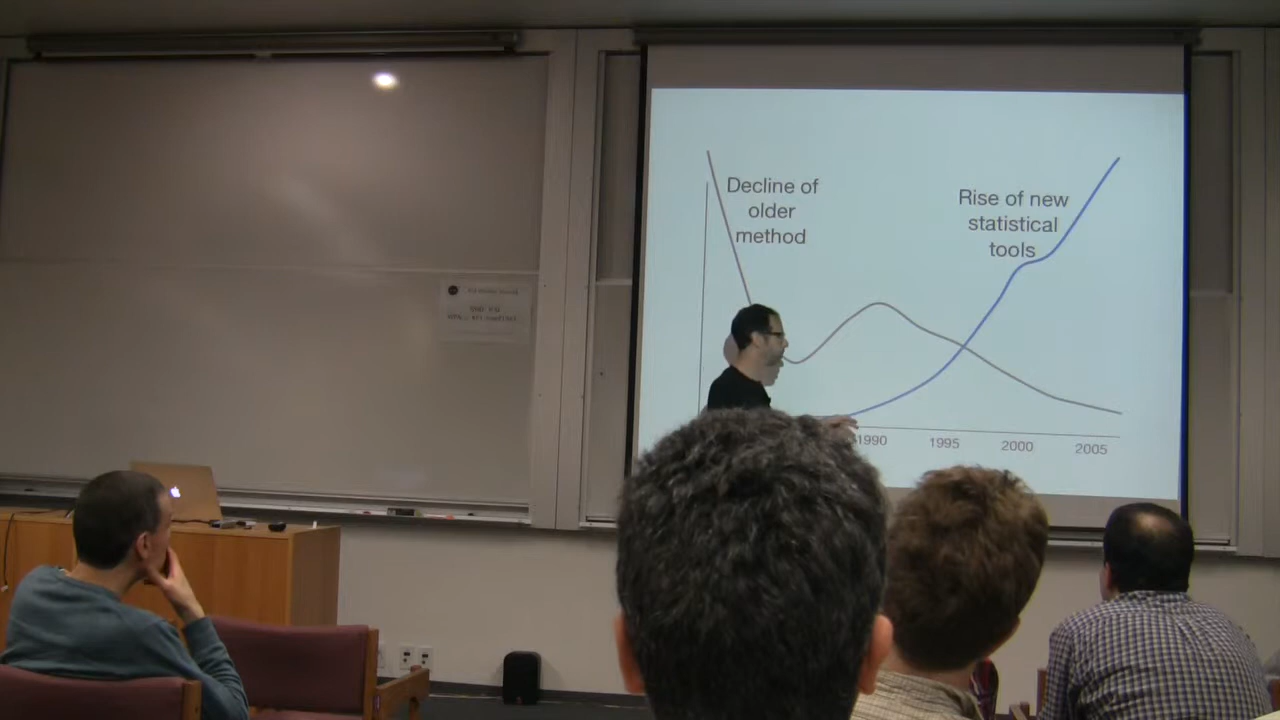 Decline of
older
method
Rise of new
statistical
tools
1990
1995
2000
2005